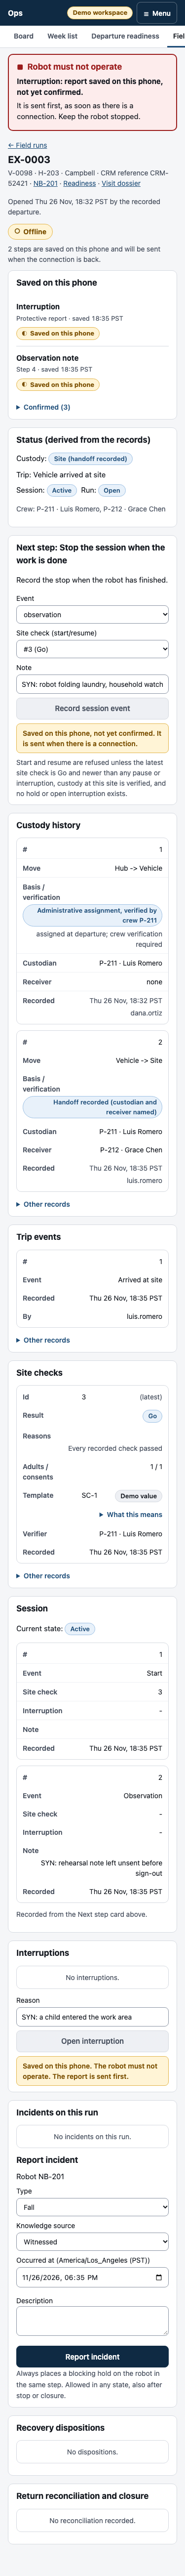 Ops
Demo workspace
≡ Menu
Board
Week list
Departure readiness
Fiel
Robot must not operate
Interruption: report saved on this phone,
not yet confirmed.
It is sent first, as soon as there is a
connection. Keep the robot stopped.
← Field runs
EX-0003
V-0098 · H-203 · Campbell · CRM reference CRM-
52421 · NB-201 · Readiness · Visit dossier
Opened Thu 26 Nov, 18:32 PST by the recorded
departure.
Offline
2 steps are saved on this phone and will be sent
when the connection is back.
Saved on this phone
Interruption
Protective report · saved 18:35 PST
Saved on this phone
Observation note
Step 4 · saved 18:35 PST
Saved on this phone
▸ Confirmed (3)
Status (derived from the records)
Custody: Site (handoff recorded)
Trip: Vehicle arrived at site
Session: Active Run: Open
Crew: P-211 · Luis Romero, P-212 · Grace Chen
Next step: Stop the session when the
work is done
Record the stop when the robot has finished.
Event
observation
Site check (start/resume)
#3 (Go)
Note
SYN: robot folding laundry, household watch
Record session event
Saved on this phone, not yet confirmed. It
is sent when there is a connection.
Start and resume are refused unless the latest
site check is Go and newer than any pause or
interruption, custody at this site is verified, and
no hold or open interruption exists.
Custody history
# 1
Move Hub -> Vehicle
Basis /
verification
Administrative assignment, verified by
crew P-211
assigned at departure; crew verification
required
Custodian P-211 · Luis Romero
Receiver none
Recorded Thu 26 Nov, 18:32 PST
dana.ortiz
# 2
Move Vehicle -> Site
Basis /
verification
Handoff recorded (custodian and
receiver named)
Custodian P-211 · Luis Romero
Receiver P-212 · Grace Chen
Recorded Thu 26 Nov, 18:35 PST
luis.romero
▸ Other records
Trip events
# 1
Event Arrived at site
Recorded Thu 26 Nov, 18:35 PST
By luis.romero
▸ Other records
Site checks
Id 3 (latest)
Result Go
Reasons
Every recorded check passed
Adults /
consents 1 / 1
Template SC-1 Demo value
▸ What this means
Verifier P-211 · Luis Romero
Recorded Thu 26 Nov, 18:35 PST
▸ Other records
Session
Current state: Active
# 1
Event Start
Site check 3
Interruption -
Note
Recorded Thu 26 Nov, 18:35 PST
# 2
Event Observation
Site check -
Interruption -
Note
SYN: rehearsal note left unsent before
sign-out
Recorded Thu 26 Nov, 18:35 PST
Recorded from the Next step card above.
Interruptions
No interruptions.
Reason
SYN: a child entered the work area
Open interruption
Saved on this phone. The robot must not
operate. The report is sent first.
Incidents on this run
No incidents on this run.
Report incident
Robot NB-201
Type
Fall
Knowledge source
Witnessed
Occurred at (America/Los_Angeles (PST))
11/26/2026, 06:35 PM
Description
Report incident
Always places a blocking hold on the robot in
the same step. Allowed in any state, also after
stop or closure.
Recovery dispositions
No dispositions.
Return reconciliation and closure
No reconciliation recorded.